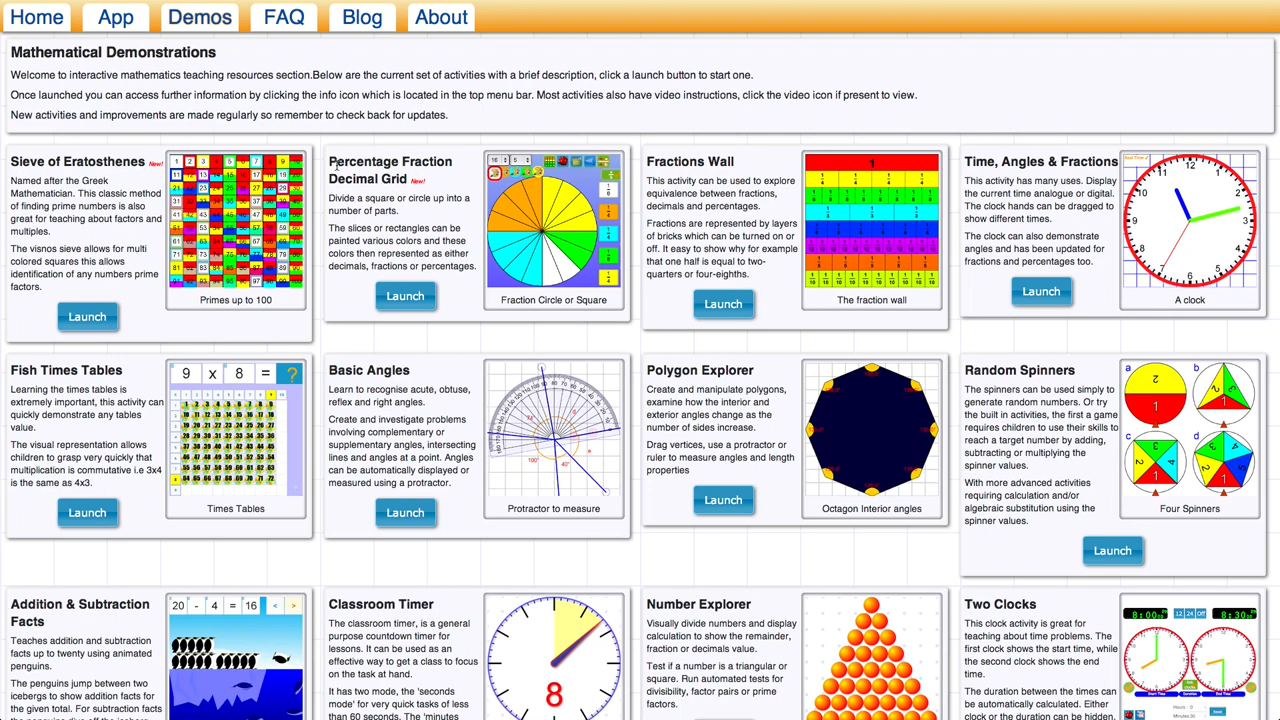 Home App Demos FAQ Blog About
Mathematical Demonstrations
Welcome to interactive mathematics teaching resources section.Below are the current set of activities with a brief description, click a launch button to start one.
Once launched you can access further information by clicking the info icon which is located in the top menu bar. Most activities also have video instructions, click the video icon if present to view.
New activities and improvements are made regularly so remember to check back for updates.
Sieve of Eratosthenes New!
Named after the Greek
Mathematician. This classic method
of finding prime numbers is also
great for teaching about factors and
multiples.
The visnos sieve allows for multi
colored squares this allows
identification of any numbers prime
factors.
Launch
Primes up to 100
Percentage Fraction
Decimal Grid New!
Divide a square or circle up into a
number of parts.
The slices or rectangles can be
painted various colors and these
colors then represented as either
decimals, fractions or percentages.
Launch
16 5
Fraction Circle or Square
Fractions Wall
This activity can be used to explore
equivalence between fractions,
decimals and percentages.
Fractions are represented by layers
of bricks which can be turned on or
off. It easy to show why for example
that one half is equal to two-
quarters or four-eighths.
Launch
1
The fraction wall
Time, Angles & Fractions
This activity has many uses. Display
the current time analogue or digital.
The clock hands can be dragged to
show different times.
The clock can also demonstrate
angles and has been updated for
fractions and percentages too.
Launch
12
11 1
10 2
9 3
8 4
7 5
6
A clock
Fish Times Tables
Learning the times tables is
extremely important, this activity can
quickly demonstrate any tables
value.
The visual representation allows
children to grasp very quickly that
multiplication is commutative i.e 3x4
is the same as 4x3.
Launch
9 x 8 = ?
Times Tables
Basic Angles
Learn to recognise acute, obtuse,
reflex and right angles.
Create and investigate problems
involving complementary or
supplementary angles, intersecting
lines and angles at a point. Angles
can be automatically displayed or
measured using a protractor.
Launch
100°
40°
Protractor to measure
Polygon Explorer
Create and manipulate polygons,
examine how the interior and
exterior angles change as the
number of sides increase.
Drag vertices, use a protractor or
ruler to measure angles and length
properties
Launch
Octagon Interior angles
Random Spinners
The spinners can be used simply to
generate random numbers. Or try
the built in activities, the first a game
requires children to use their skills to
reach a target number by adding,
subtracting or multiplying the
spinner values.
With more advanced activities
requiring calculation and/or
algebraic substitution using the
spinner values.
Launch
a b
2 1
c d
Four Spinners
Addition & Subtraction
Facts
Teaches addition and subtraction
facts up to twenty using animated
penguins.
The penguins jump between two
icebergs to show addition facts for
the given total. For subtraction facts
20 - 4 = 16 < >
Classroom Timer
The classroom timer, is a general
purpose countdown timer for
lessons. It can be used as an
effective way to get a class to focus
on the task at hand.
It has two mode, the 'seconds
mode' for very quick tasks of less
than 60 seconds. The 'minutes
8
Number Explorer
Visually divide numbers and display
calculation to show the remainder,
fraction or decimals value.
Test if a number is a triangular or
square. Run automated tests for
divisibility, factor pairs or prime
factors.
Two Clocks
This clock activity is great for
teaching about time problems. The
first clock shows the start time, while
the second clock shows the end
time.
The duration between the times can
be automatically calculated. Either
clock or the duration can be hidden.
8:00 12 24 Off 8:30
Start Time Duration End Time